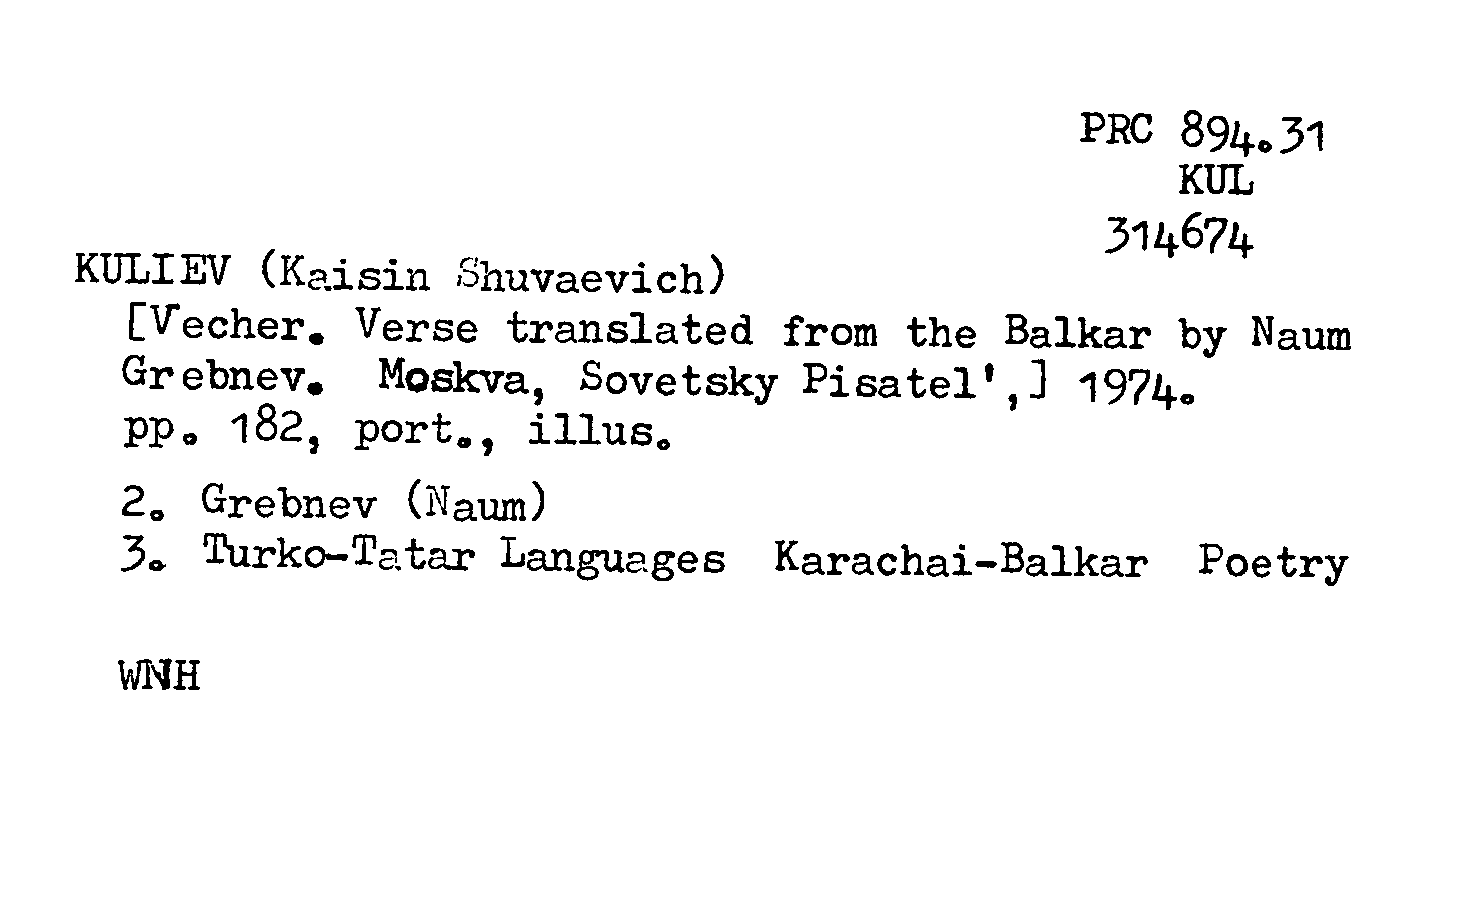 PRC 894.31
KUL
314674
KULIEV (Kaisin Shuvaevich)
[Vecher. Verse translated from the Balkar by Naum
Grebnev. Moskva, Sovetsky Pisatel',] 1974.
pp. 182, port., illus.
2. Grebnev (Naum)
3. Turko-Tatar Languages Karachai-Balkar Poetry
WNH